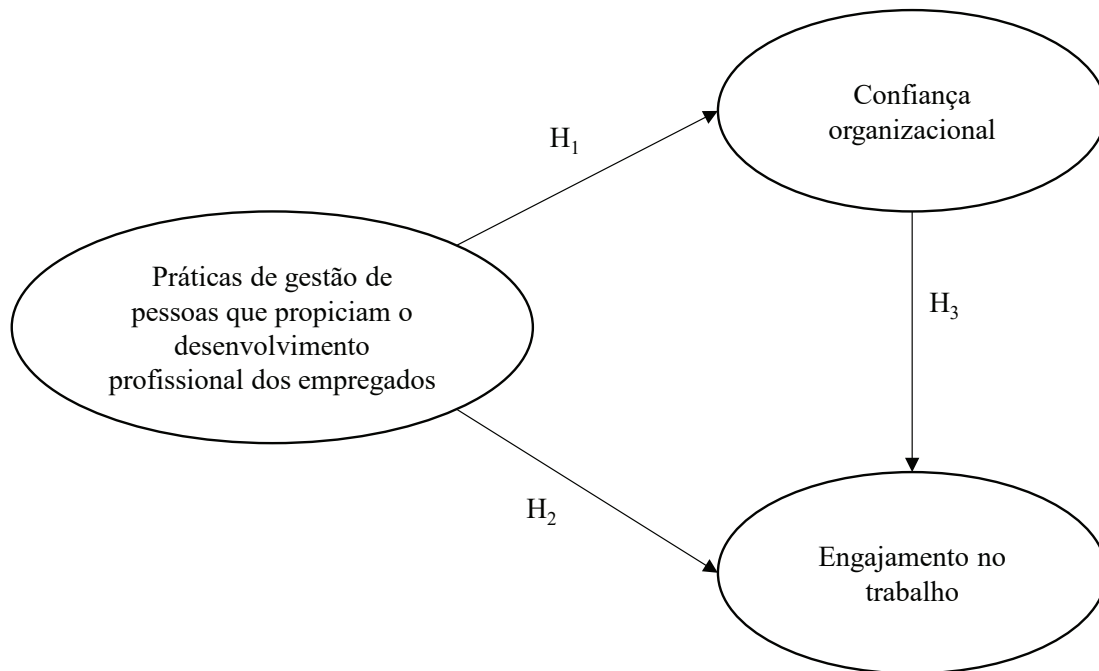 Confiança
organizacional
H₁
Práticas de gestão de
pessoas que propiciam o
desenvolvimento
profissional dos empregados
H₃
H₂
Engajamento no
trabalho